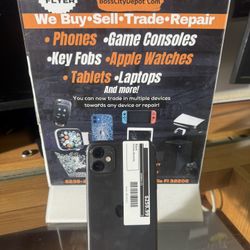 FLYER
BossCityDepot.Com
We Buy•Sell•Trade•Repair
• Phones • Game Consoles
• Key Fobs • Apple Watches
• Tablets • Laptops
And more!
You can now trade in multiple devices
towards any device or repair!